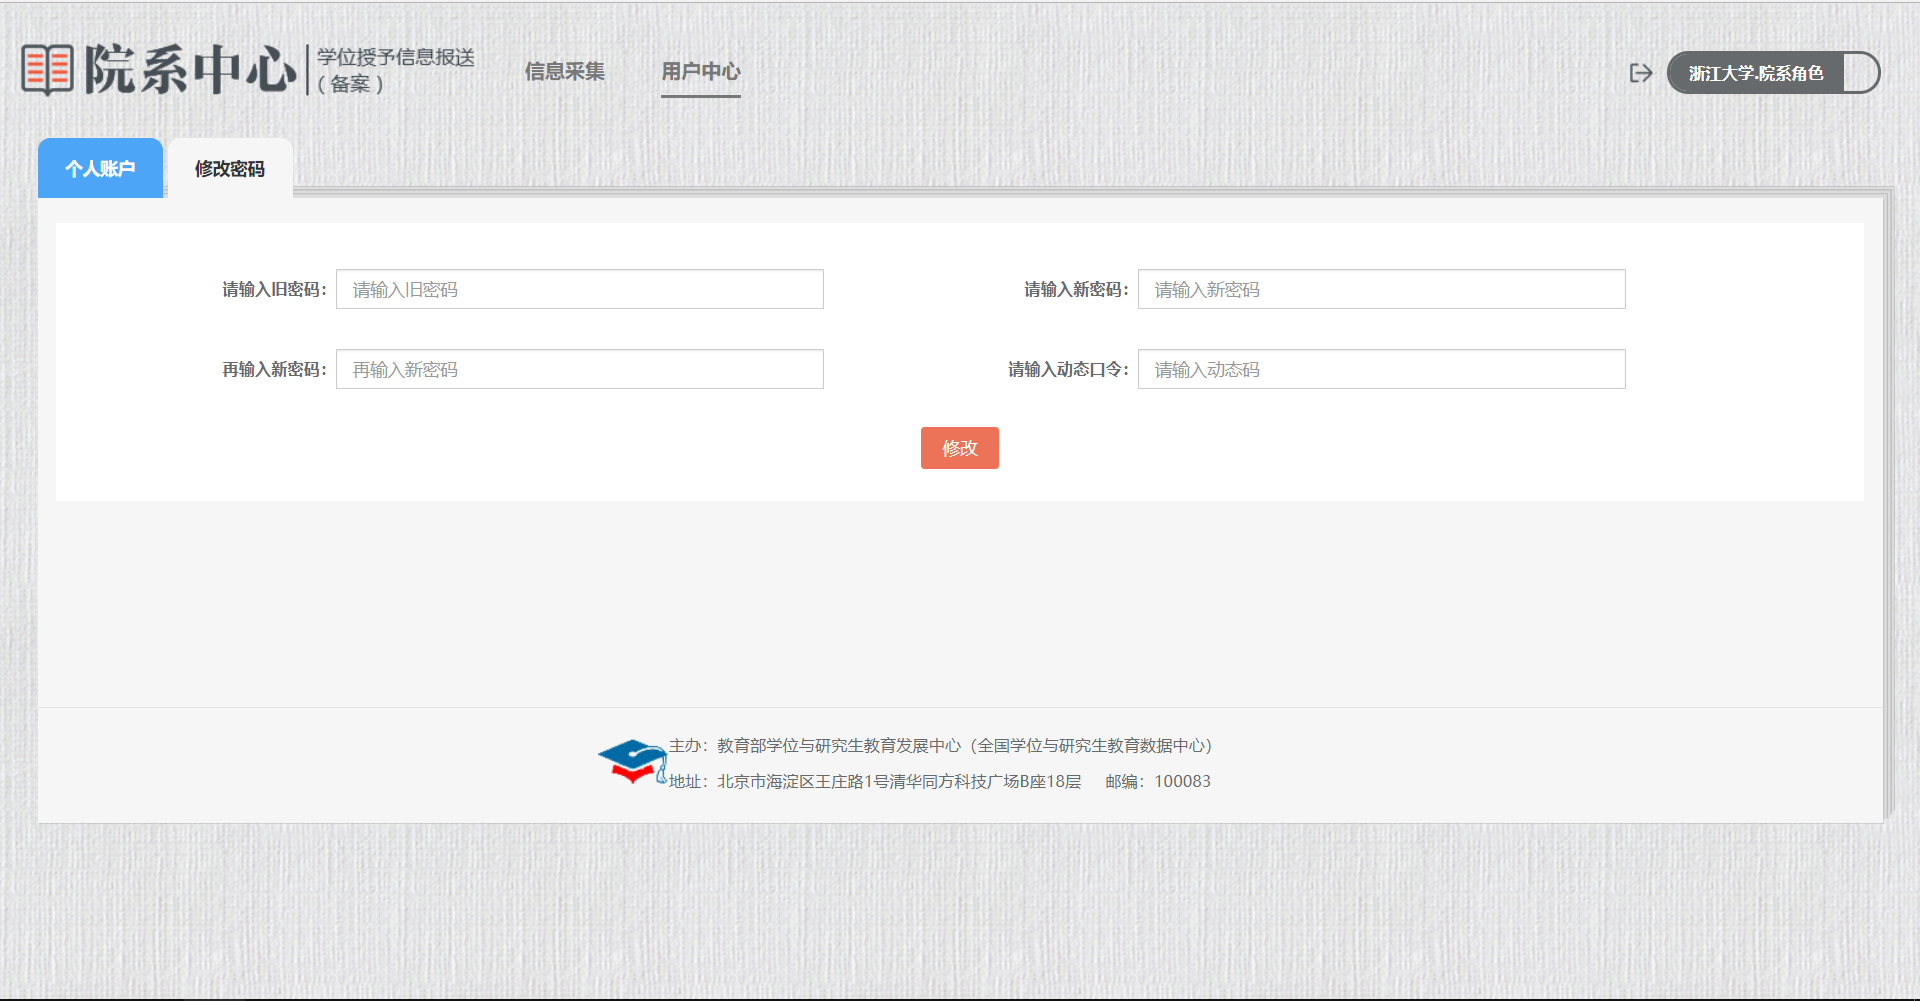 院系中心
学位授予信息报送
(备案)
信息采集
用户中心
浙江大学.院系角色
个人账户
修改密码
请输入旧密码：
请输入旧密码
请输入新密码：
请输入新密码
再输入新密码：
再输入新密码
请输入动态口令：
请输入动态码
修改
主办：教育部学位与研究生教育发展中心（全国学位与研究生教育数据中心）
地址：北京市海淀区王庄路1号清华同方科技广场B座18层 邮编：100083